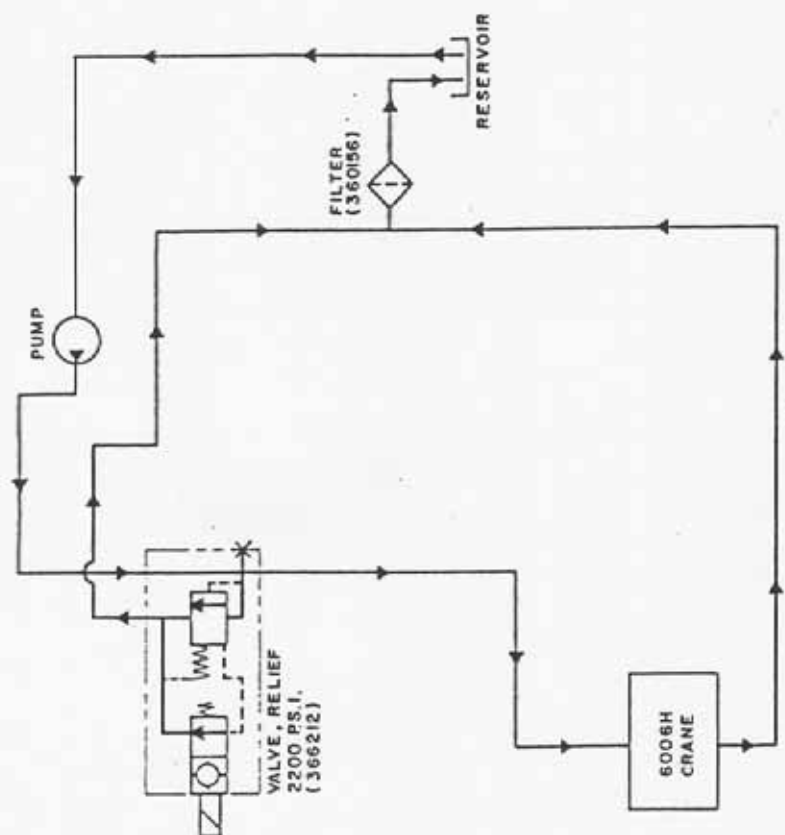 RESERVOIR
FILTER
(360156)
PUMP
VALVE, RELIEF
2200 P.S.I.
(366212)
6006H
CRANE